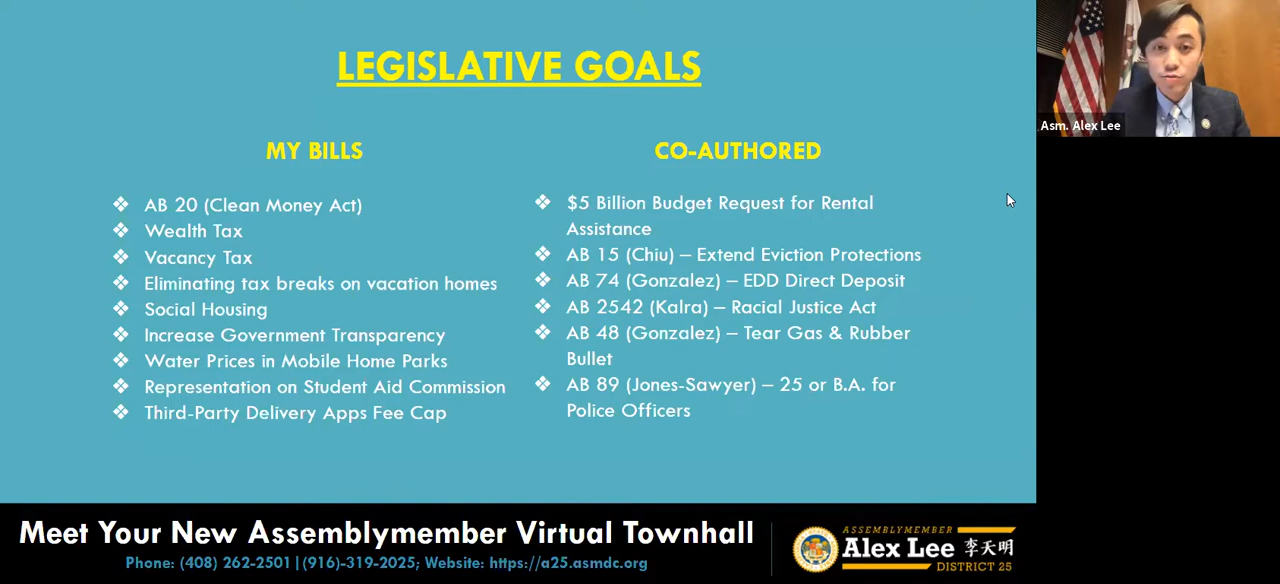 LEGISLATIVE GOALS
MY BILLS
❖ AB 20 (Clean Money Act)
❖ Wealth Tax
❖ Vacancy Tax
❖ Eliminating tax breaks on vacation homes
❖ Social Housing
❖ Increase Government Transparency
❖ Water Prices in Mobile Home Parks
❖ Representation on Student Aid Commission
❖ Third-Party Delivery Apps Fee Cap
CO-AUTHORED
❖ $5 Billion Budget Request for Rental
Assistance
❖ AB 15 (Chiu) – Extend Eviction Protections
❖ AB 74 (Gonzalez) – EDD Direct Deposit
❖ AB 2542 (Kalra) – Racial Justice Act
❖ AB 48 (Gonzalez) – Tear Gas & Rubber
Bullet
❖ AB 89 (Jones-Sawyer) – 25 or B.A. for
Police Officers
Asm. Alex Lee
Meet Your New Assemblymember Virtual Townhall
Phone: (408) 262-2501|(916)-319-2025; Website: https://a25.asmdc.org
ASSEMBLYMEMBER
Alex Lee 李天明
DISTRICT 25